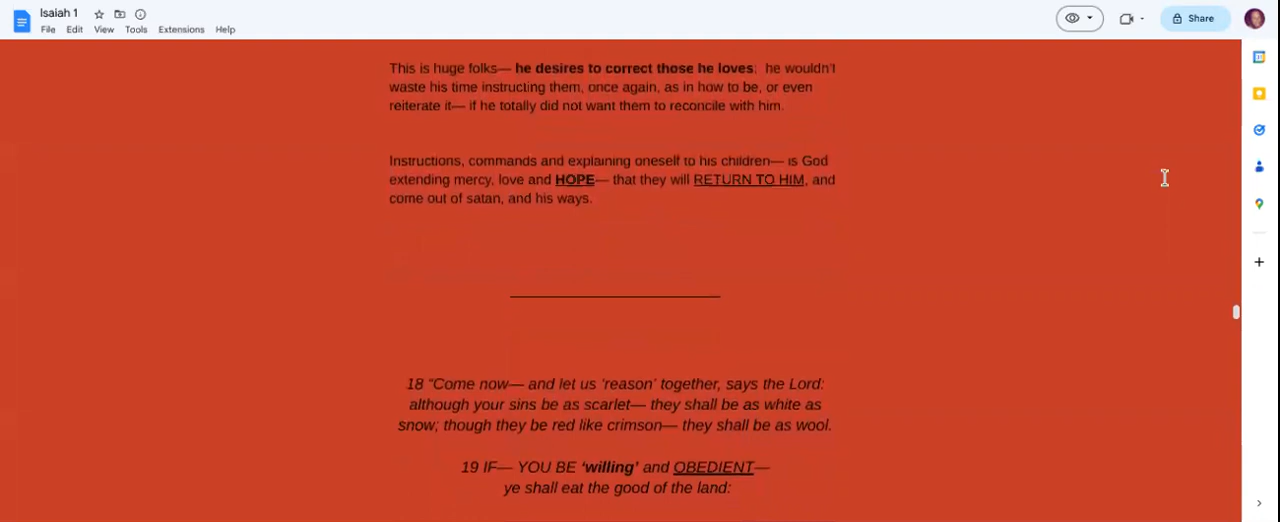 Isaiah 1
File Edit View Tools Extensions Help
Share
This is huge folks— he desires to correct those he loves; he wouldn't
waste his time instructing them, once again, as in how to be, or even
reiterate it— if he totally did not want them to reconcile with him.
Instructions, commands and explaining oneself to his children— is God
extending mercy, love and HOPE— that they will RETURN TO HIM, and
come out of satan, and his ways.
18 "Come now— and let us 'reason' together, says the Lord:
although your sins be as scarlet— they shall be as white as
snow; though they be red like crimson— they shall be as wool.
19 IF— YOU BE 'willing' and OBEDIENT—
ye shall eat the good of the land: